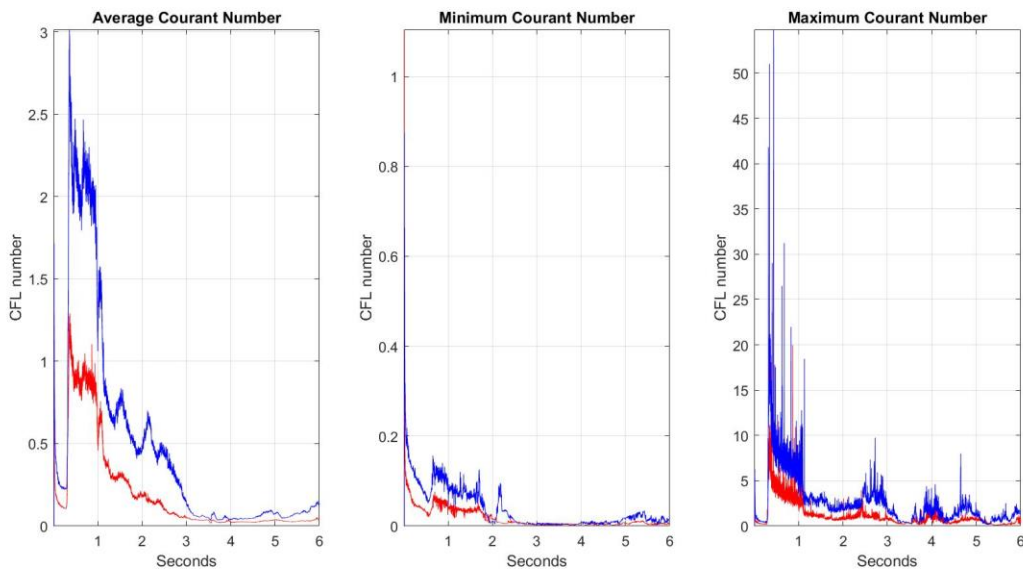 Average Courant Number
3
2.5
2
1.5
1
0.5
0
CFL number
1 2 3 4 5 6
Seconds
Minimum Courant Number
1
0.8
0.6
0.4
0.2
0
CFL number
1 2 3 4 5 6
Seconds
Maximum Courant Number
50
45
40
35
30
25
20
15
10
5
0
CFL number
1 2 3 4 5 6
Seconds